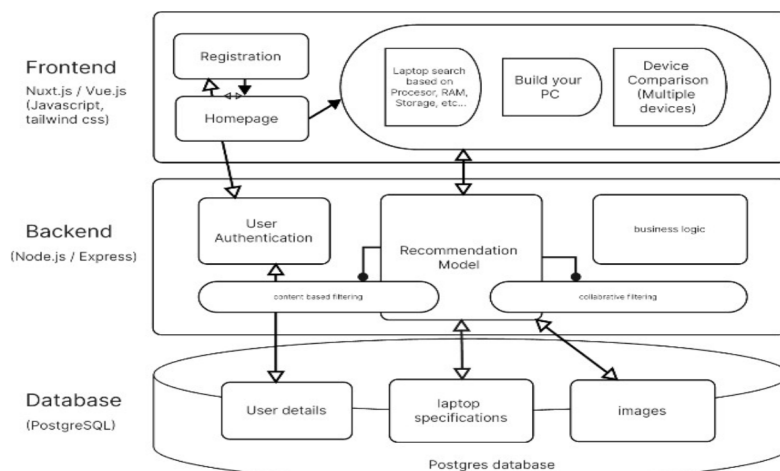 Frontend
Nuxt.js / Vue.js
(Javascript,
tailwind css)
Registration
Homepage
Laptop search
based on
Procesor, RAM,
Storage, etc...
Build your
PC
Device
Comparison
(Multiple
devices)
Backend
(Node.js / Express)
User
Authentication
Recommendation
Model
business logic
content based filtering
collabrative filtering
Database
(PostgreSQL)
User details
laptop
specifications
images
Postgres database